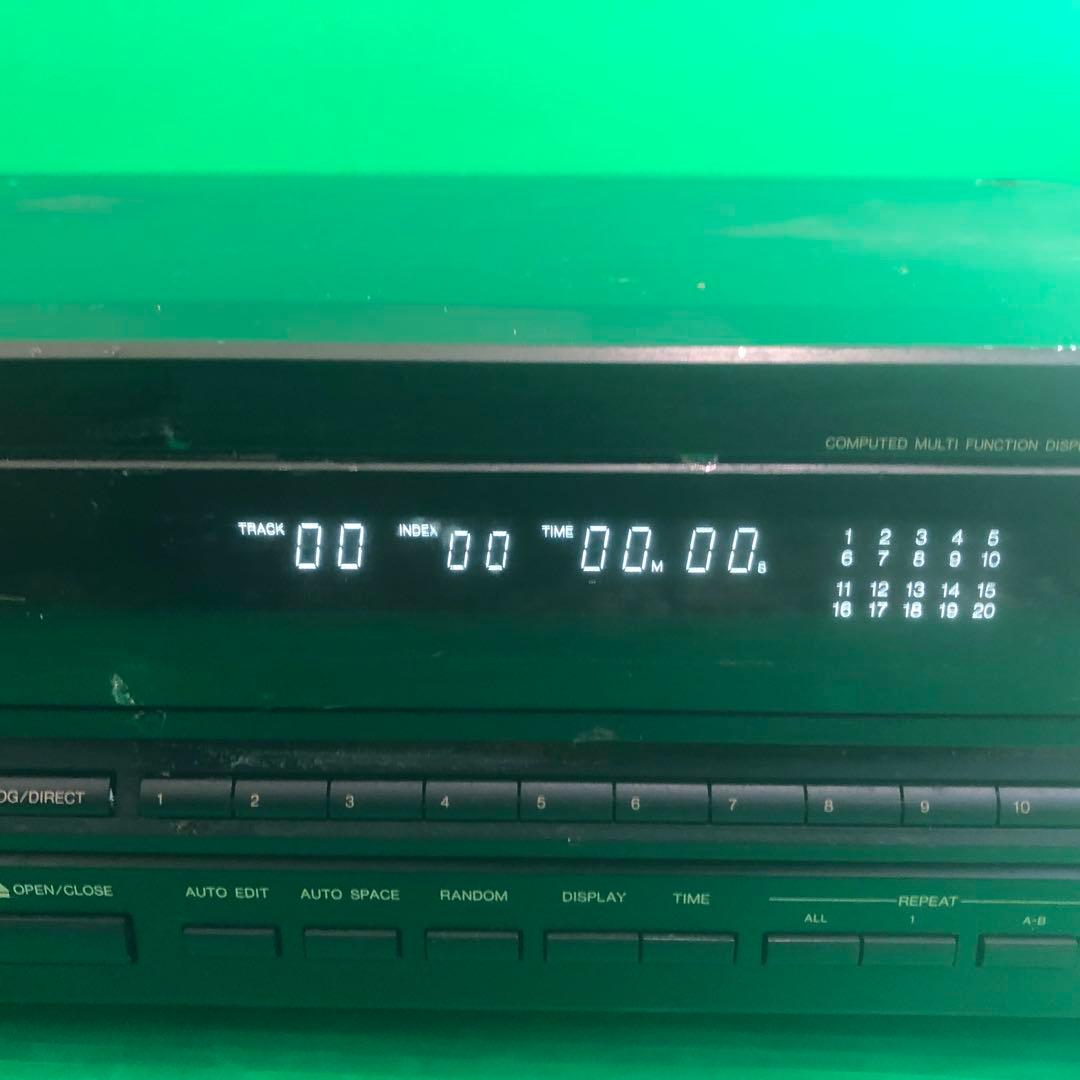 COMPUTED MULTI FUNCTION
TRACK 00 INDEX 00 TIME 00M 00S
1 2 3 4 5
6 7 8 9 10
11 12 13 14 15
16 17 18 19 20
/DIRECT 1 2 3 4 5 6 7 8 9 10
OPEN/CLOSE AUTO EDIT AUTO SPACE RANDOM DISPLAY TIME REPEAT
ALL 1 A-B